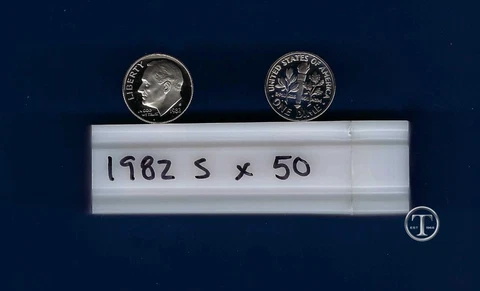 LIBERTY
UNITED STATES OF AMERICA
ONE DIME
1982 S x 50
T